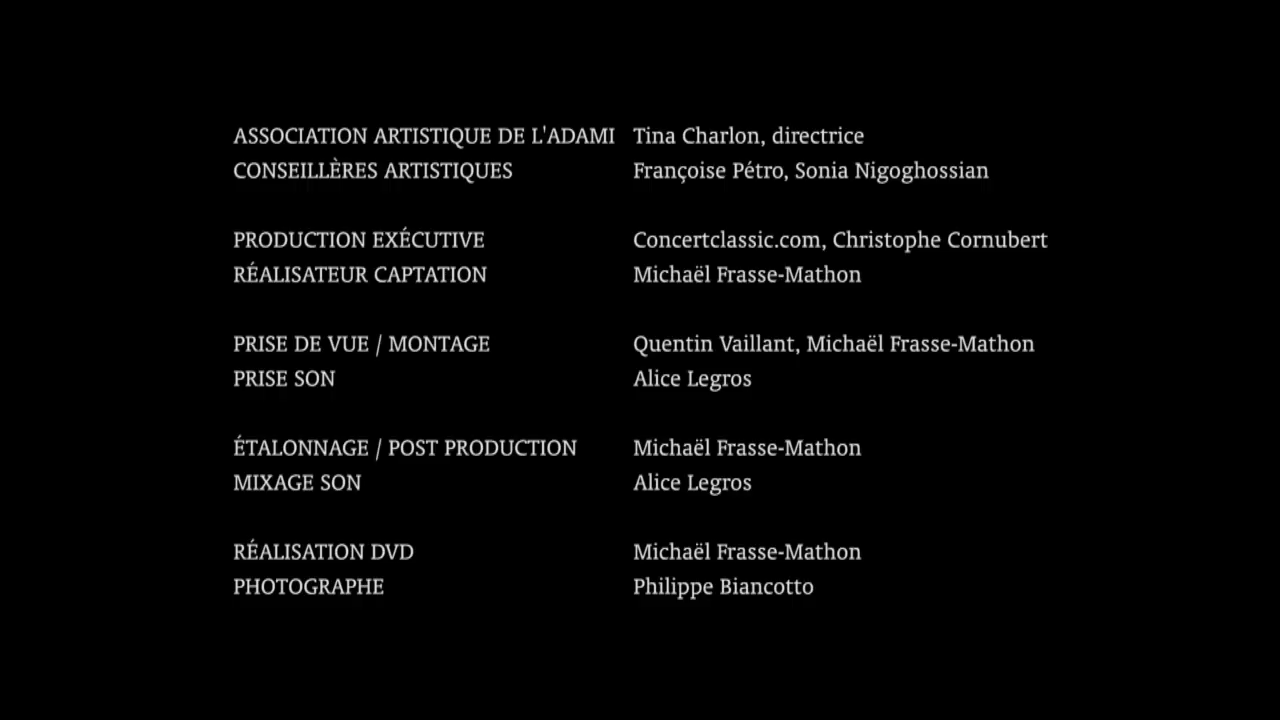 ASSOCIATION ARTISTIQUE DE L'ADAMI Tina Charlon, directrice
CONSEILLÈRES ARTISTIQUES Françoise Pétro, Sonia Nigoghossian
PRODUCTION EXÉCUTIVE Concertclassic.com, Christophe Cornubert
RÉALISATEUR CAPTATION Michaël Frasse-Mathon
PRISE DE VUE / MONTAGE Quentin Vaillant, Michaël Frasse-Mathon
PRISE SON Alice Legros
ÉTALONNAGE / POST PRODUCTION Michaël Frasse-Mathon
MIXAGE SON Alice Legros
RÉALISATION DVD Michaël Frasse-Mathon
PHOTOGRAPHE Philippe Biancotto